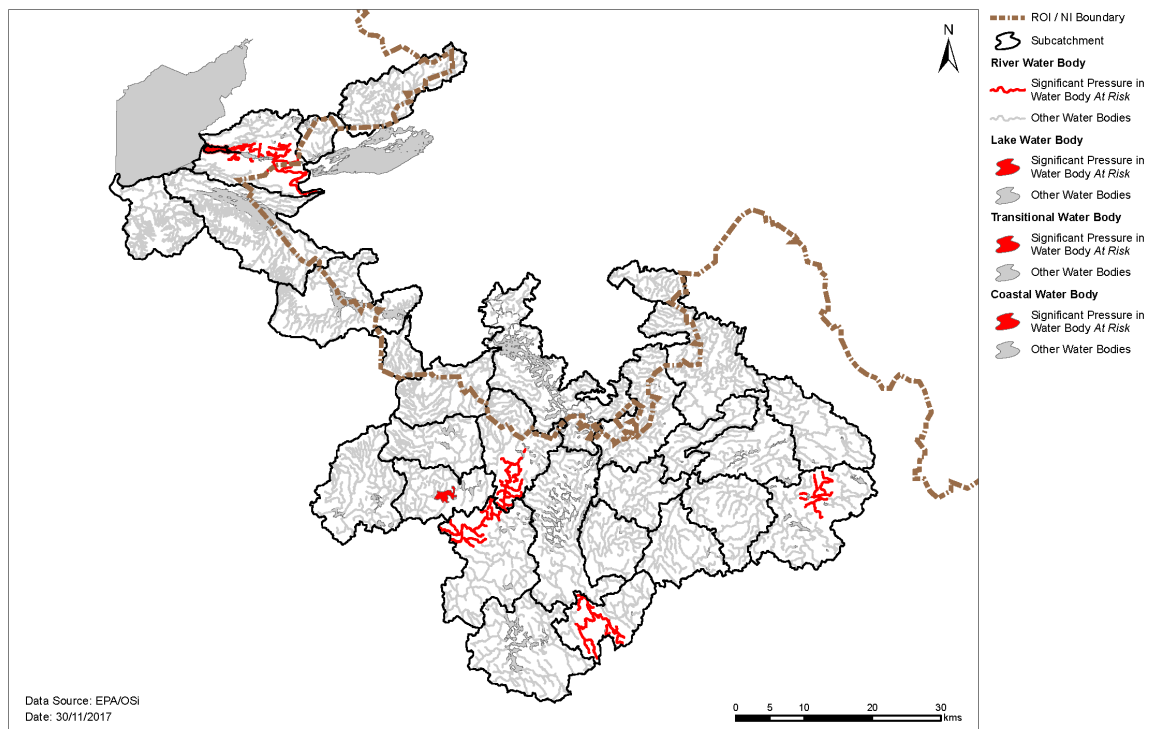 N
ROI / NI Boundary
Subcatchment
River Water Body
Significant Pressure in
Water Body At Risk
Other Water Bodies
Lake Water Body
Significant Pressure in
Water Body At Risk
Other Water Bodies
Transitional Water Body
Significant Pressure in
Water Body At Risk
Other Water Bodies
Coastal Water Body
Significant Pressure in
Water Body At Risk
Other Water Bodies
Data Source: EPA/OSi
Date: 30/11/2017
0 5 10 20 30
kms